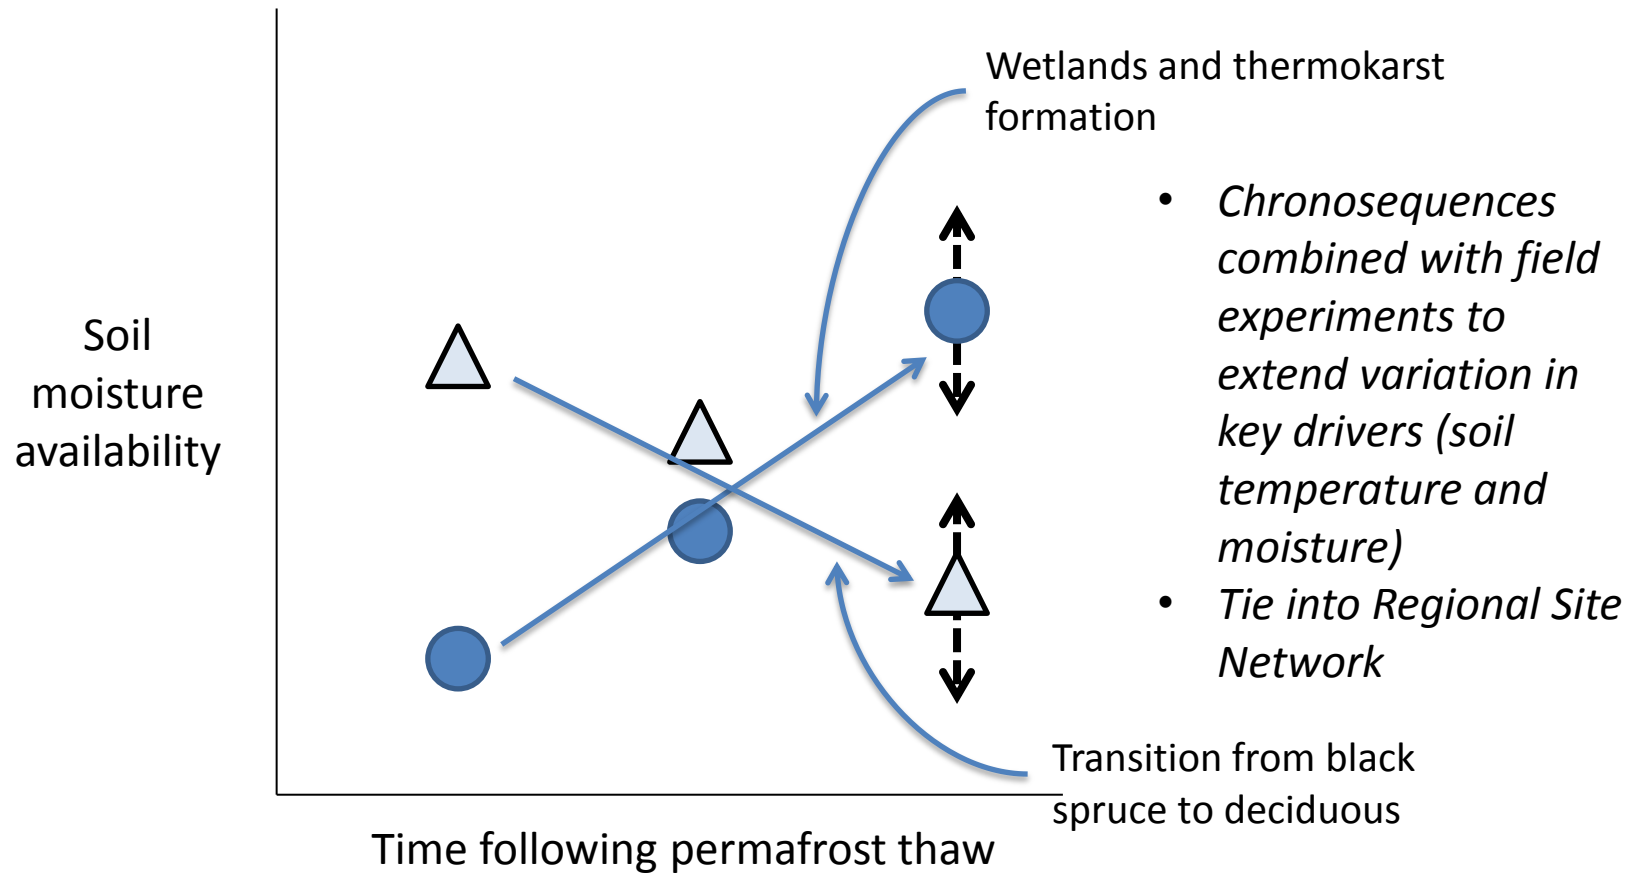 Wetlands and thermokarst
formation
• Chronosequences
combined with field
experiments to
extend variation in
key drivers (soil
temperature and
moisture)
• Tie into Regional Site
Network
Soil
moisture
availability
Transition from black
spruce to deciduous
Time following permafrost thaw